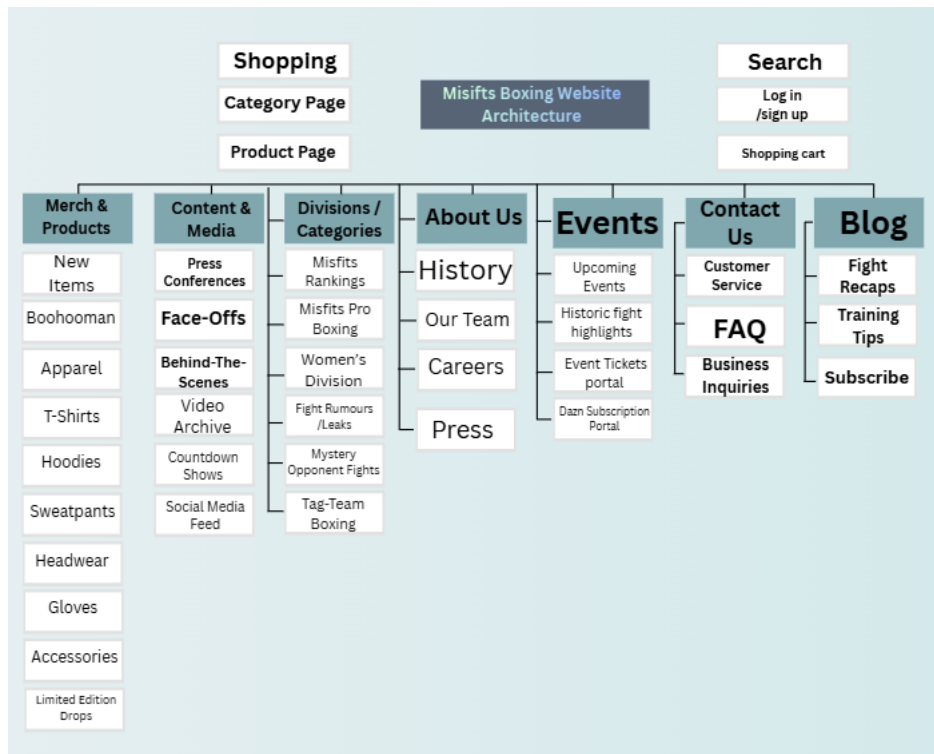 Shopping
Category Page
Product Page
Misifts Boxing Website
Architecture
Search
Log in
/sign up
Shopping cart
Merch &
Products
New
Items
Boohooman
Apparel
T-Shirts
Hoodies
Sweatpants
Headwear
Gloves
Accessories
Limited Edition
Drops
Content &
Media
Press
Conferences
Face-Offs
Behind-The-
Scenes
Video
Archive
Countdown
Shows
Social Media
Feed
Divisions /
Categories
Misfits
Rankings
Misfits Pro
Boxing
Women's
Division
Fight Rumours
/Leaks
Mystery
Opponent Fights
Tag-Team
Boxing
About Us
History
Our Team
Careers
Press
Events
Upcoming
Events
Historic fight
highlights
Event Tickets
portal
Dazn Subscription
Portal
Contact
Us
Customer
Service
FAQ
Business
Inquiries
Blog
Fight
Recaps
Training
Tips
Subscribe